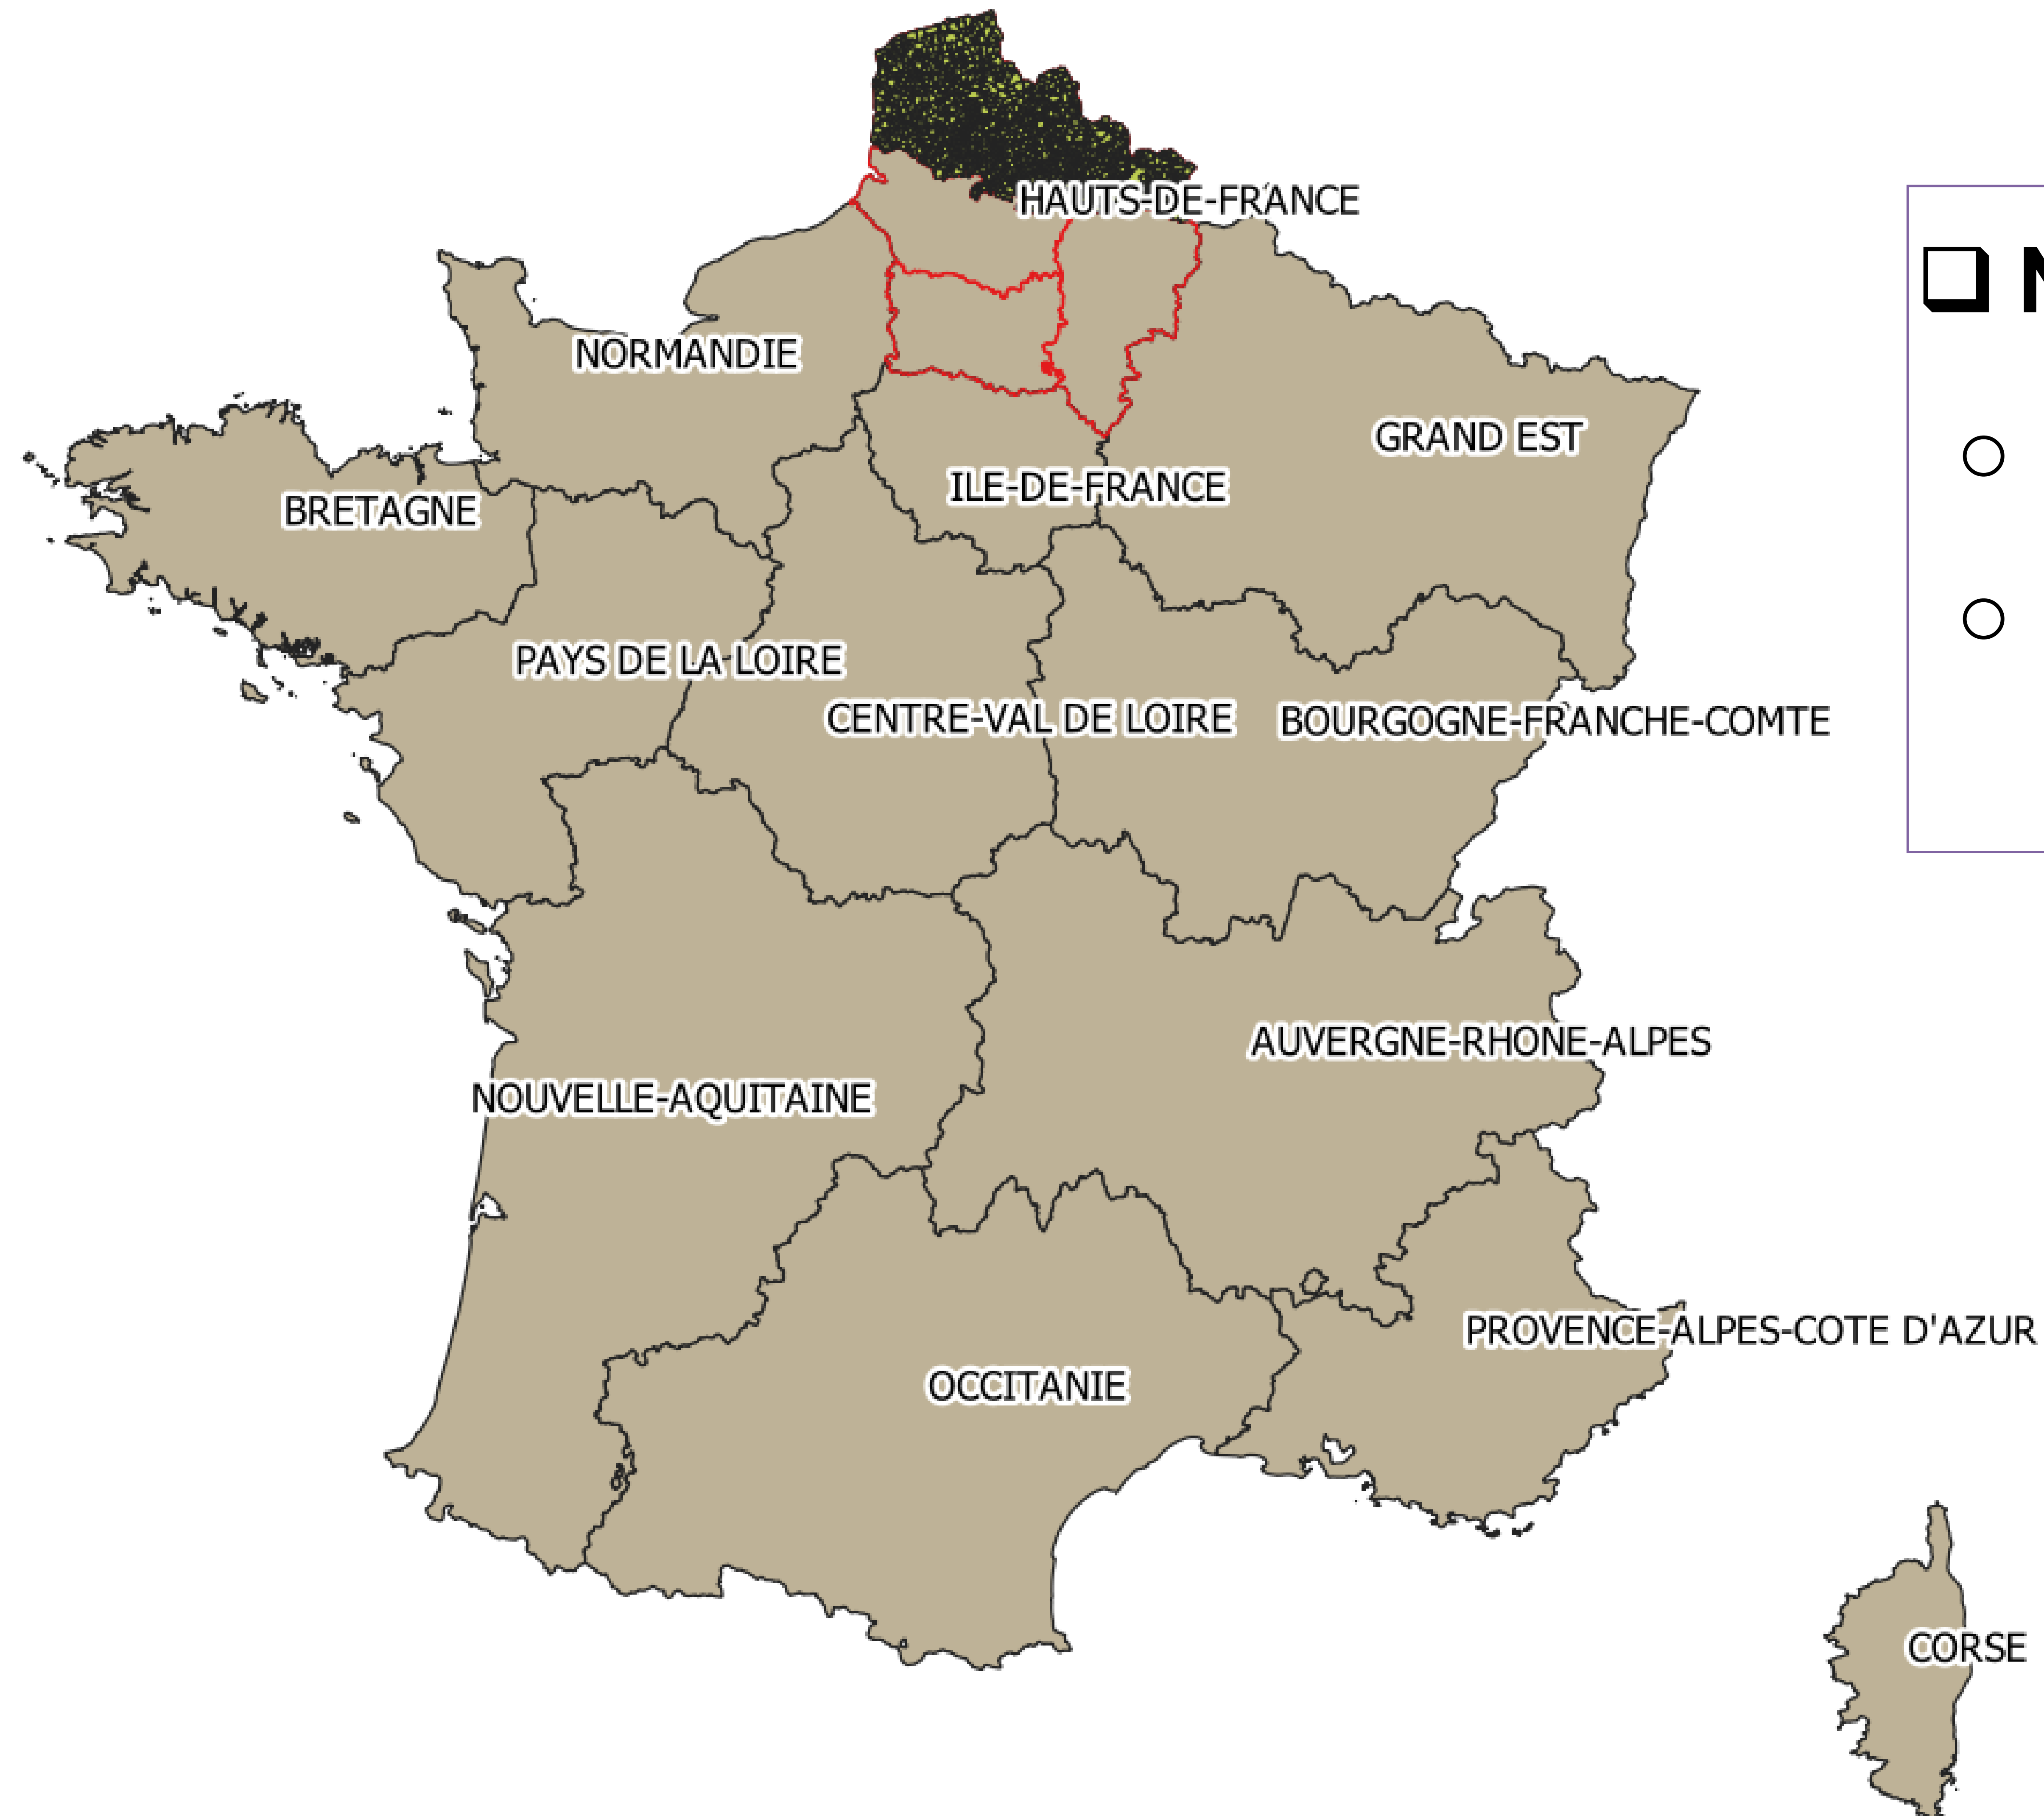 HAUTS-DE-FRANCE
N
NORMANDIE
GRAND EST
ILE-DE-FRANCE
BRETAGNE
PAYS DE LA LOIRE
CENTRE-VAL DE LOIRE
BOURGOGNE-FRANCHE-COMTE
AUVERGNE-RHONE-ALPES
NOUVELLE-AQUITAINE
PROVENCE-ALPES-COTE D'AZUR
OCCITANIE
CORSE